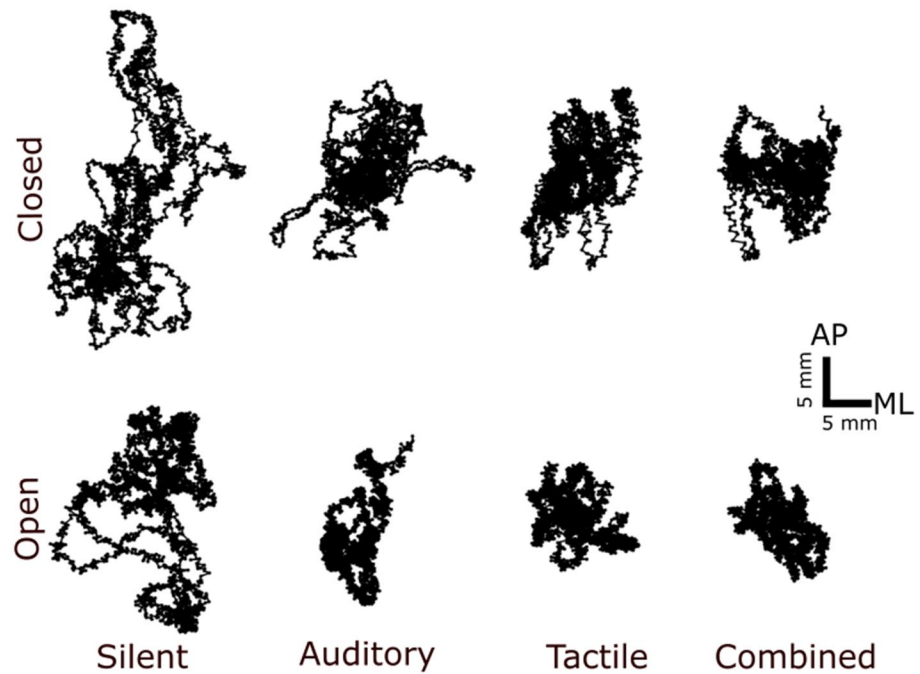 Closed
AP
5 mm
ML
5 mm
Open
Silent
Auditory
Tactile
Combined